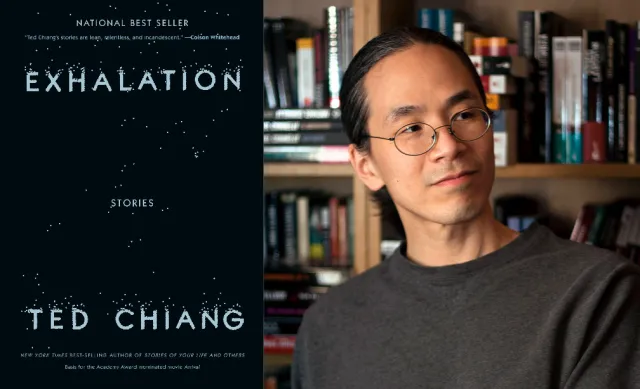 NATIONAL BEST SELLER
"Ted Chiang's stories are lean, relentless, and incandescent." —Colson Whitehead
EXHALATION
STORIES
TED CHIANG
NEW YORK TIMES BEST-SELLING AUTHOR OF STORIES OF YOUR LIFE AND OTHERS
Basis for the Academy Award nominated movie Arrival